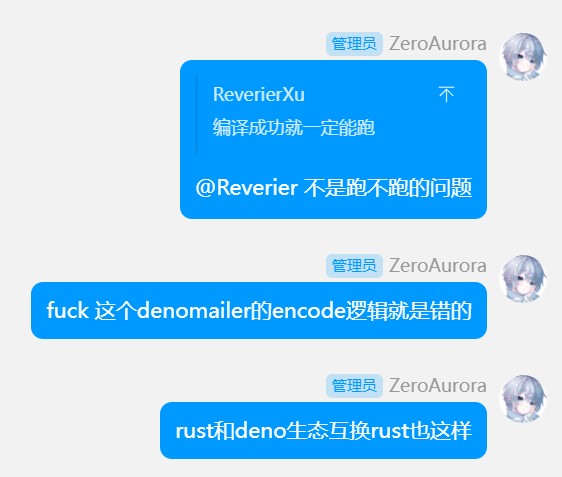 管理员 ZeroAurora
ReverierXu
编译成功就一定能跑
@Reverier 不是跑不跑的问题
管理员 ZeroAurora
fuck 这个denomailer的encode逻辑就是错的
管理员 ZeroAurora
rust和deno生态互换rust也这样